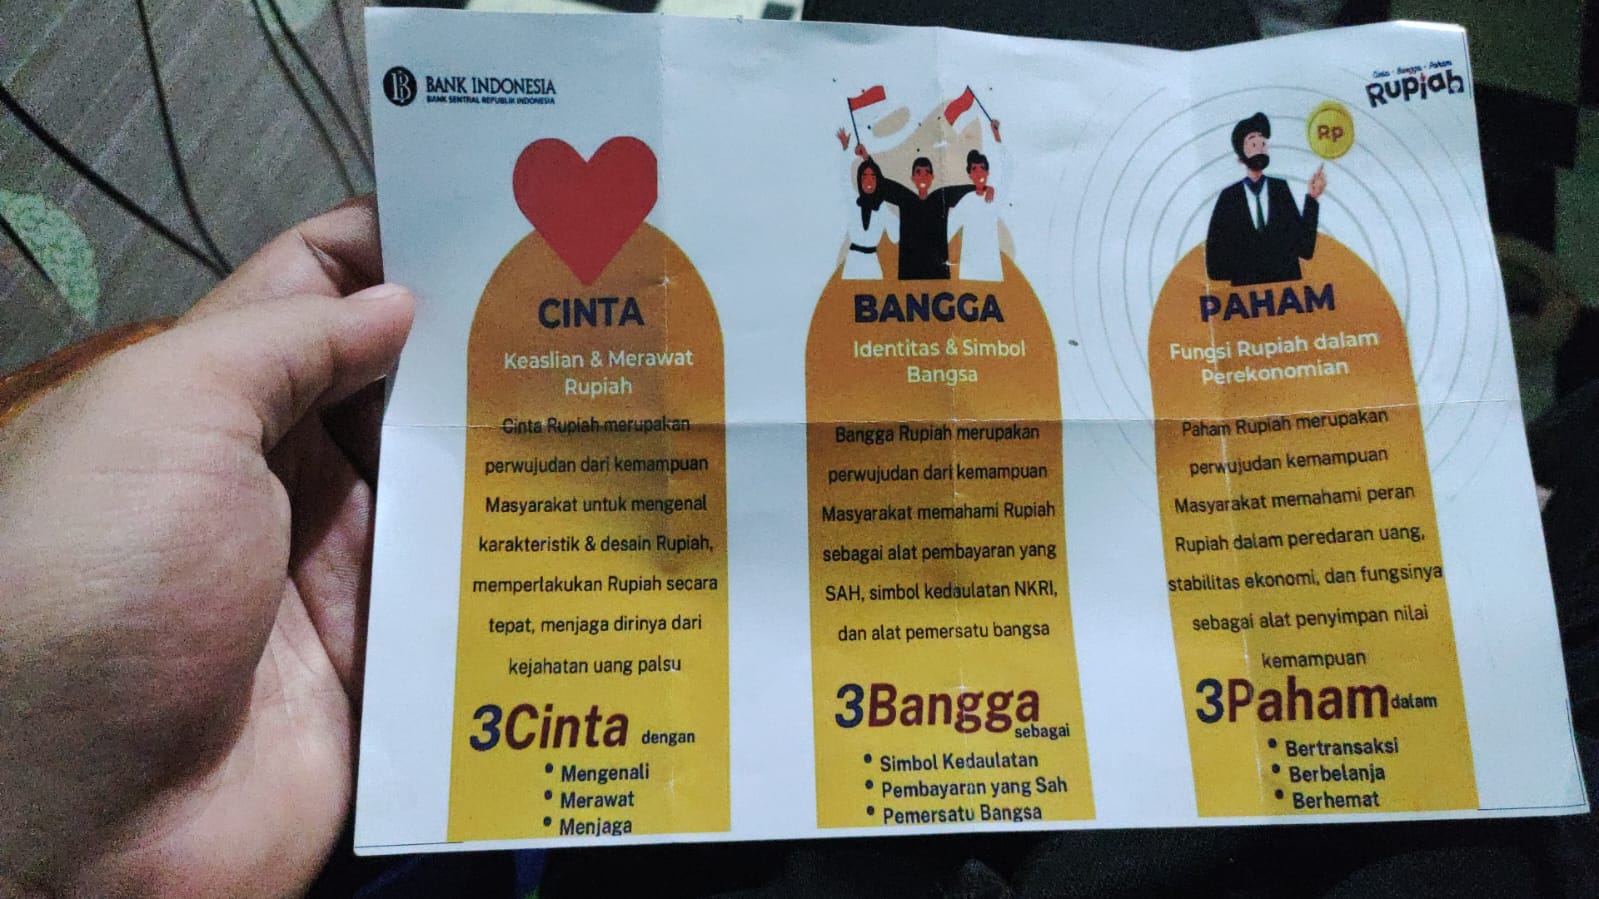 BANK INDONESIA
BANK SENTRAL REPUBLIK INDONESIA
Cinta - Bangga - Paham
Rupiah
Rp
CINTA
Keaslian & Merawat
Rupiah
Cinta Rupiah merupakan
perwujudan dari kemampuan
Masyarakat untuk mengenal
karakteristik & desain Rupiah,
memperlakukan Rupiah secara
tepat, menjaga dirinya dari
kejahatan uang palsu
3Cinta dengan
• Mengenali
• Merawat
• Menjaga
BANGGA
Identitas & Simbol
Bangsa
Bangga Rupiah merupakan
perwujudan dari kemampuan
Masyarakat memahami Rupiah
sebagai alat pembayaran yang
SAH, simbol kedaulatan NKRI,
dan alat pemersatu bangsa
3Bangga sebagai
• Simbol Kedaulatan
• Pembayaran yang Sah
• Pemersatu Bangsa
PAHAM
Fungsi Rupiah dalam
Perekonomian
Paham Rupiah merupakan
perwujudan kemampuan
Masyarakat memahami peran
Rupiah dalam peredaran uang,
stabilitas ekonomi, dan fungsinya
sebagai alat penyimpan nilai
kemampuan
3Paham dalam
• Bertransaksi
• Berbelanja
• Berhemat